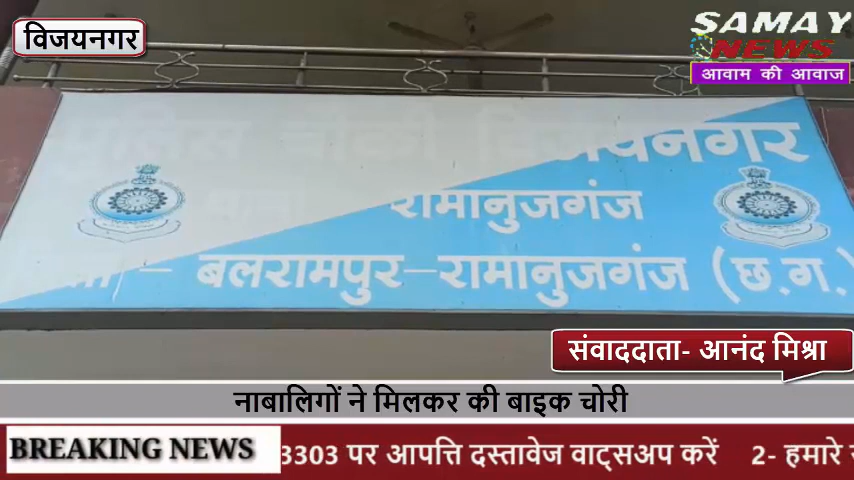 विजयनगर
SAMAY
NEWS
आवाम की आवाज
पुलिस चौकी विजयनगर
रामानुजगंज
- बलरामपुर-रामानुजगंज (छ.ग.)
संवाददाता- आनंद मिश्रा
नाबालिगों ने मिलकर की बाइक चोरी
BREAKING NEWS
3303 पर आपत्ति दस्तावेज वाट्सअप करें 2- हमारे